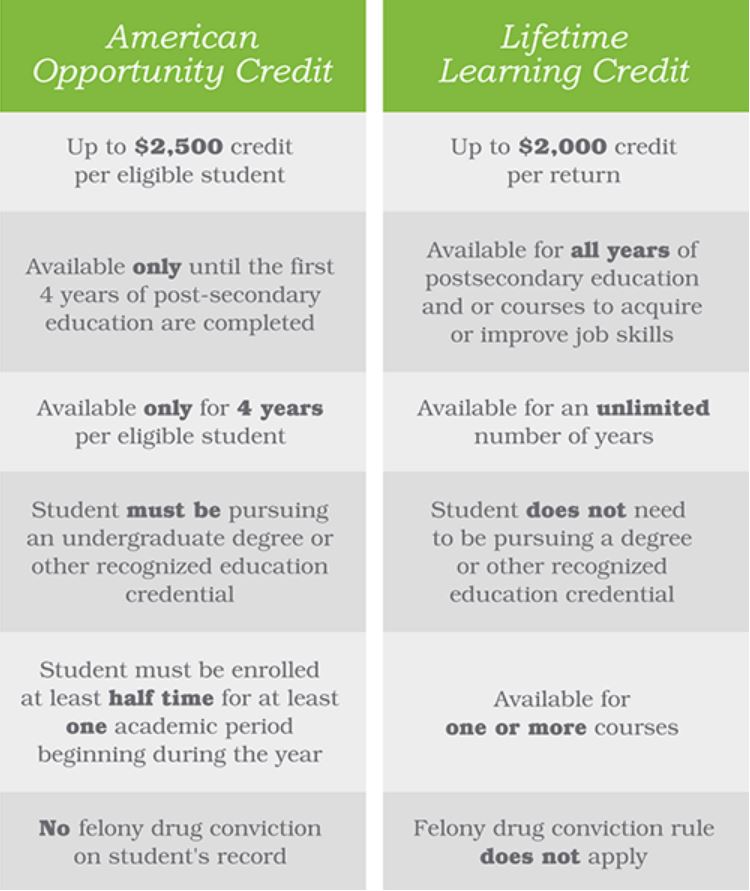 American
Opportunity Credit
Up to $2,500 credit
per eligible student
Available only until the first
4 years of post-secondary
education are completed
Available only for 4 years
per eligible student
Student must be pursuing
an undergraduate degree or
other recognized education
credential
Student must be enrolled
at least half time for at least
one academic period
beginning during the year
No felony drug conviction
on student's record
Lifetime
Learning Credit
Up to $2,000 credit
per return
Available for all years of
postsecondary education
and or courses to acquire
or improve job skills
Available for an unlimited
number of years
Student does not need
to be pursuing a degree
or other recognized
education credential
Available for
one or more courses
Felony drug conviction rule
does not apply